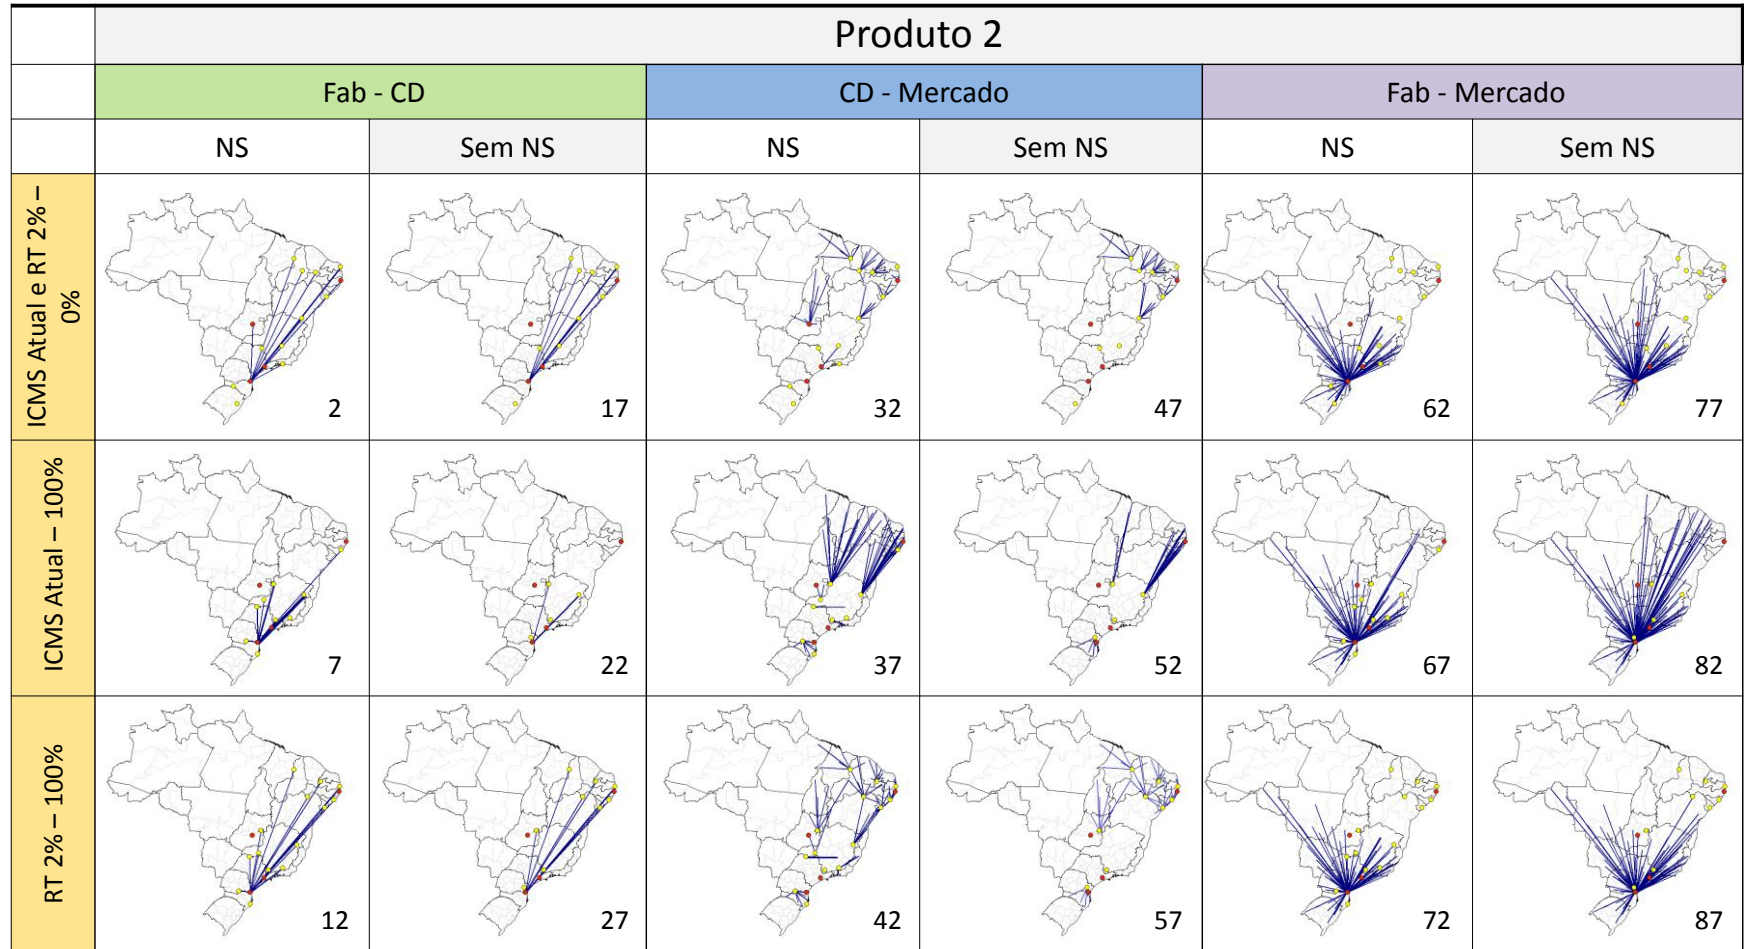 Produto 2
Fab - CD
CD - Mercado
Fab - Mercado
NS
Sem NS
NS
Sem NS
NS
Sem NS
ICMS Atual e RT 2% –
0%
2
17
32
47
62
77
ICMS Atual – 100%
7
22
37
52
67
82
RT 2% – 100%
12
27
42
57
72
87